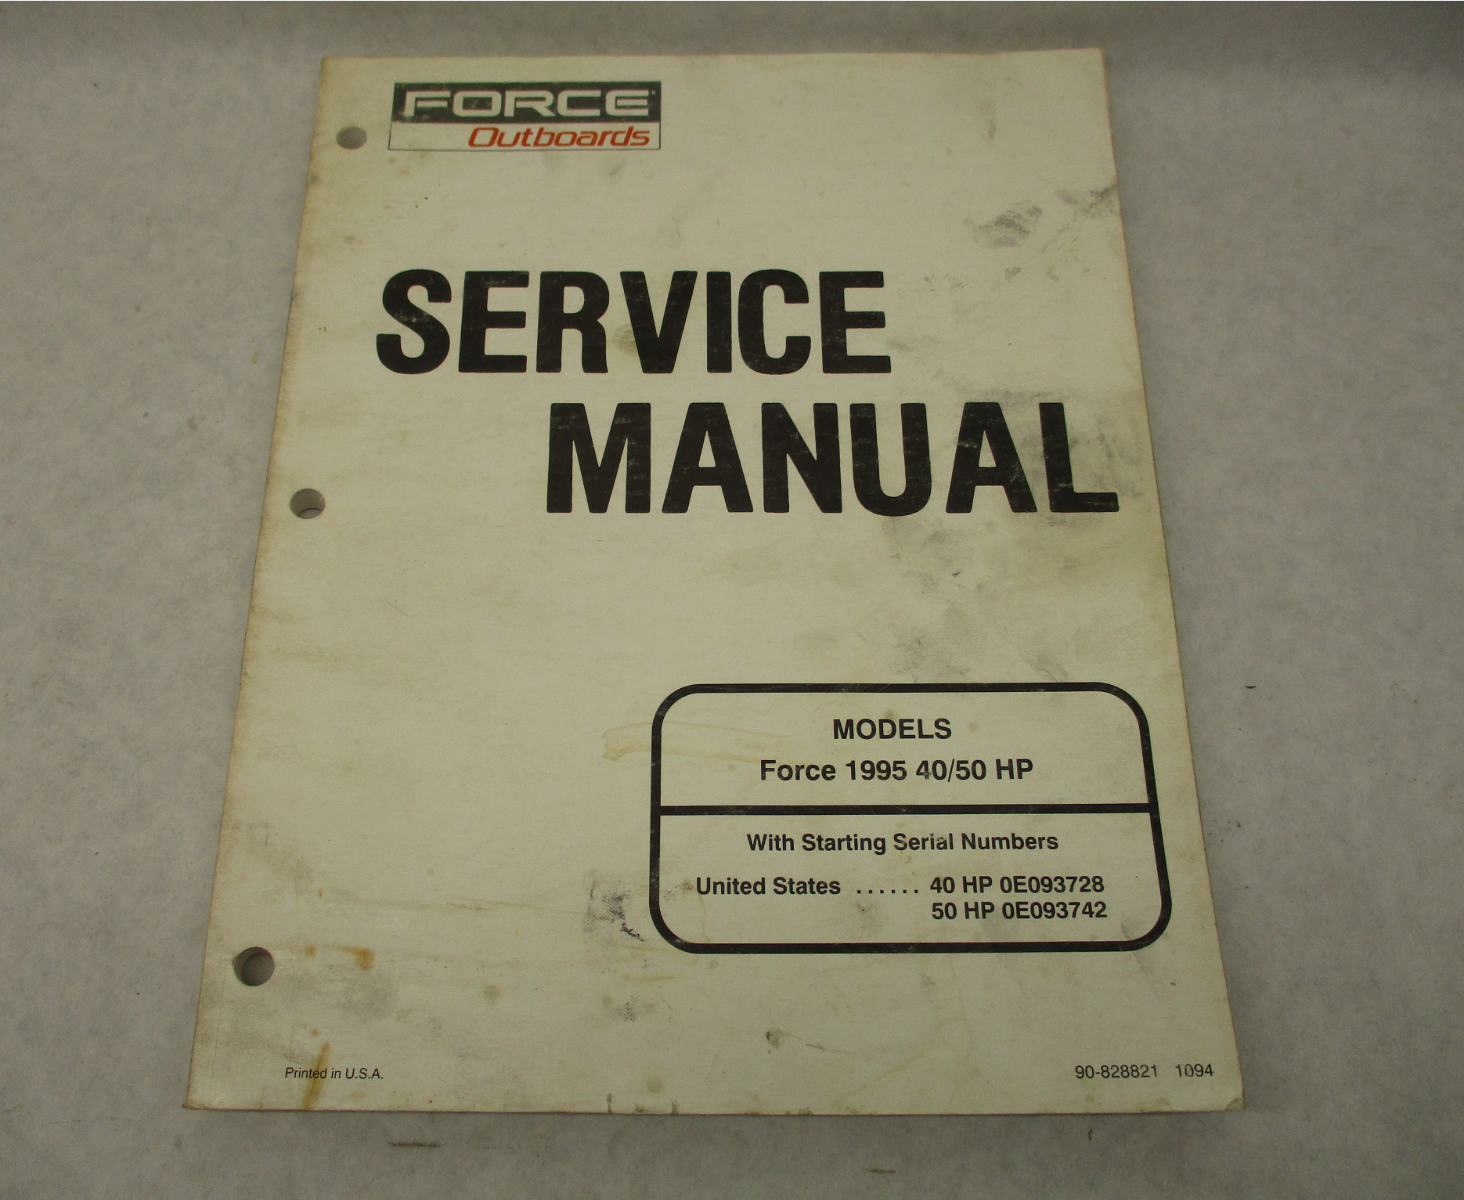 FORCE
Outboards
SERVICE
MANUAL
MODELS
Force 1995 40/50 HP
With Starting Serial Numbers
United States ...... 40 HP 0E093728
50 HP 0E093742
Printed in U.S.A.
90-828821 1094